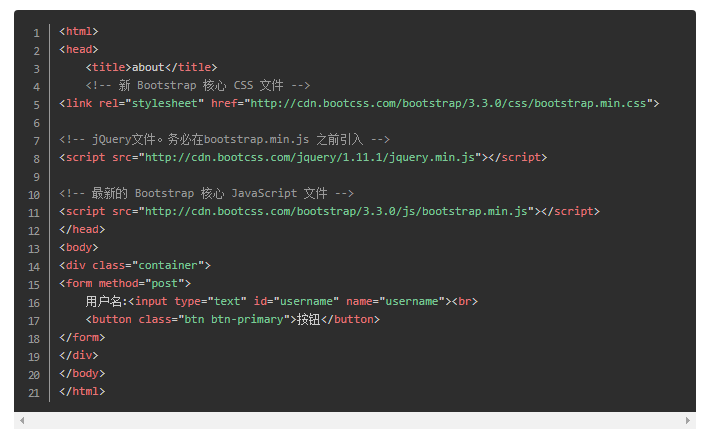 1 <html>
2 <head>
3     <title>about</title>
4     <!-- 新 Bootstrap 核心 CSS 文件 -->
5 <link rel="stylesheet" href="http://cdn.bootcss.com/bootstrap/3.3.0/css/bootstrap.min.css">
6
7 <!-- jQuery文件。务必在bootstrap.min.js 之前引入 -->
8 <script src="http://cdn.bootcss.com/jquery/1.11.1/jquery.min.js"></script>
9
10 <!-- 最新的 Bootstrap 核心 JavaScript 文件 -->
11 <script src="http://cdn.bootcss.com/bootstrap/3.3.0/js/bootstrap.min.js"></script>
12 </head>
13 <body>
14 <div class="container">
15 <form method="post">
16     用户名:<input type="text" id="username" name="username"><br>
17     <button class="btn btn-primary">按钮</button>
18 </form>
19 </div>
20 </body>
21 </html>